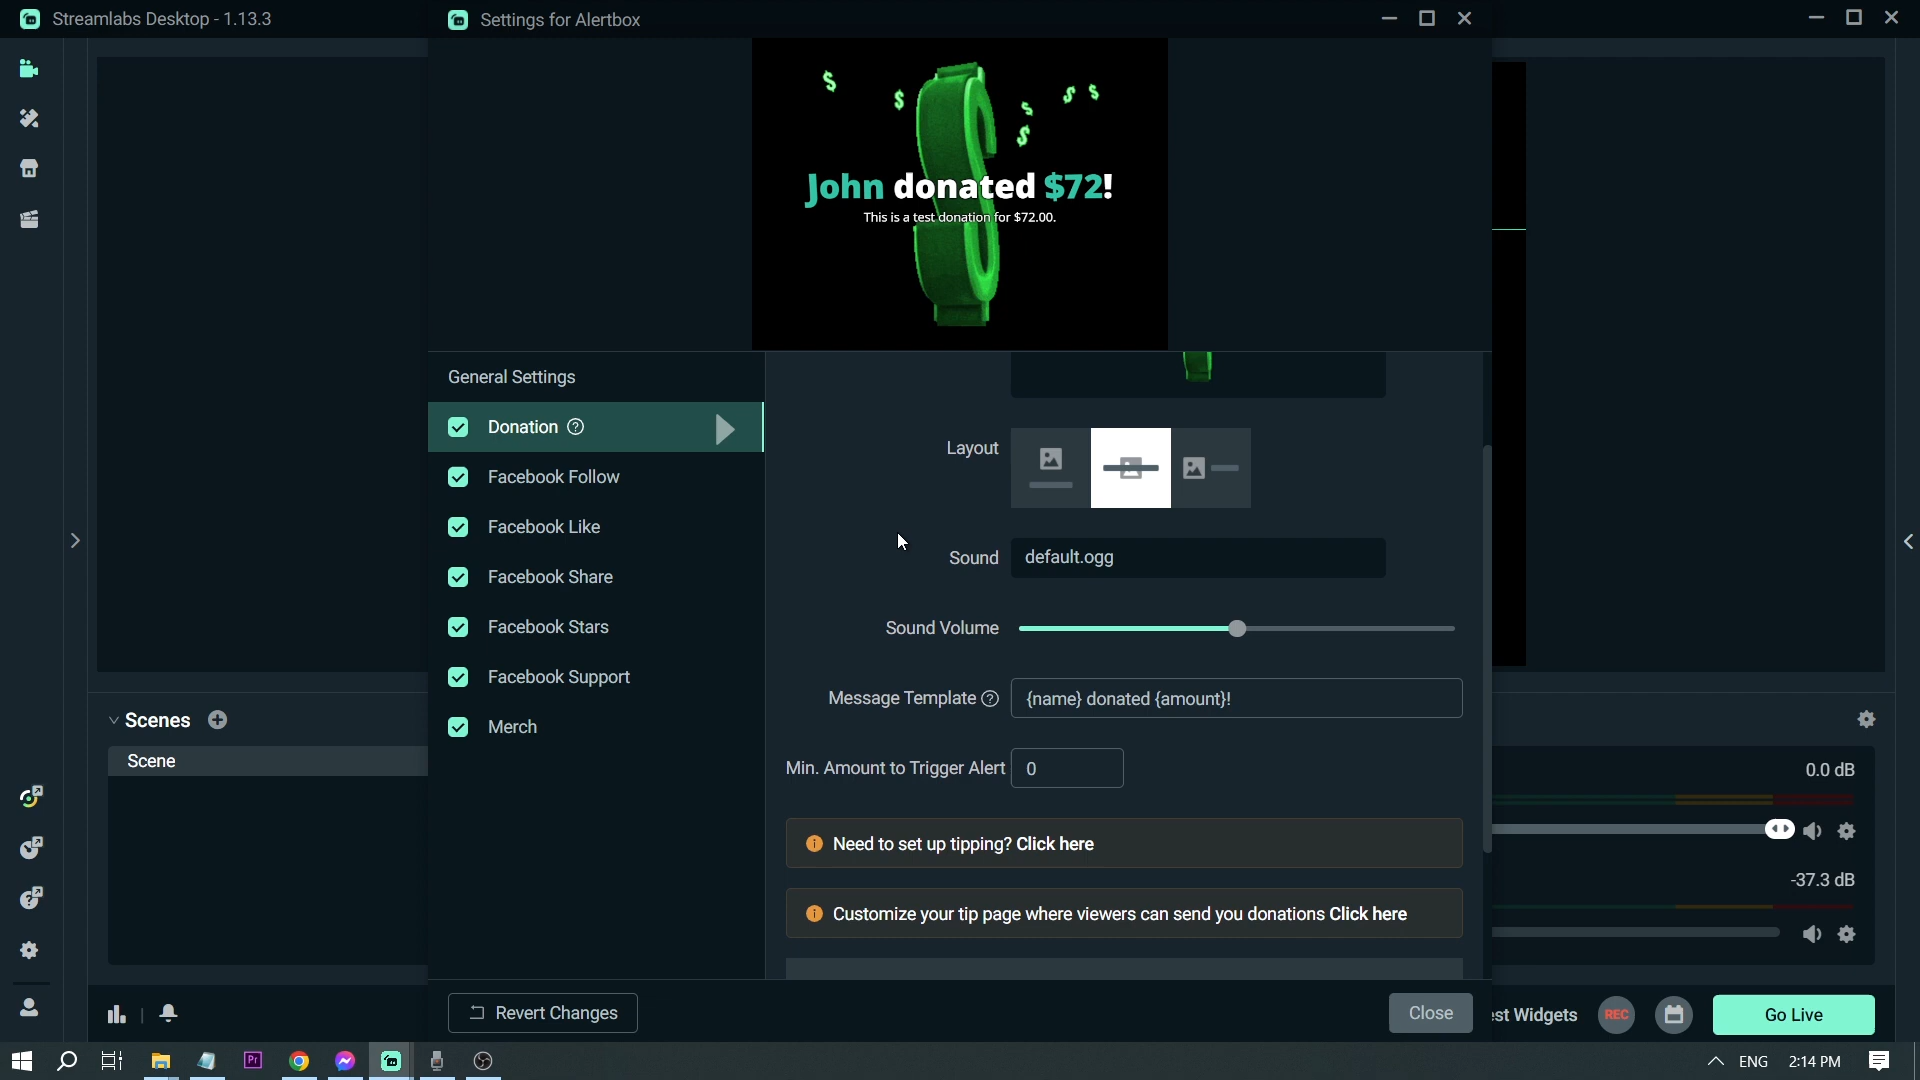 Streamlabs Desktop - 1.13.3
Settings for Alertbox
John donated $72!
This is a test donation for $72.00.
General Settings
Donation
Facebook Follow
Facebook Like
Facebook Share
Facebook Stars
Facebook Support
Merch
Layout
Sound default.ogg
Sound Volume
Message Template {name} donated {amount}!
Min. Amount to Trigger Alert 0
Need to set up tipping? Click here
Customize your tip page where viewers can send you donations Click here
Revert Changes
Close
Scenes
Scene
0.0 dB
-37.3 dB
est Widgets
REC
Go Live
Pr
ENG 2:14 PM